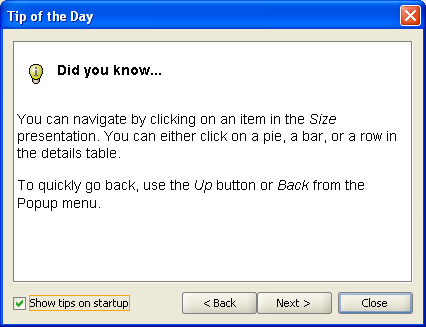 Tip of the Day
Did you know...
You can navigate by clicking on an item in the Size
presentation. You can either click on a pie, a bar, or a row in
the details table.
To quickly go back, use the Up button or Back from the
Popup menu.
Show tips on startup
< Back
Next >
Close